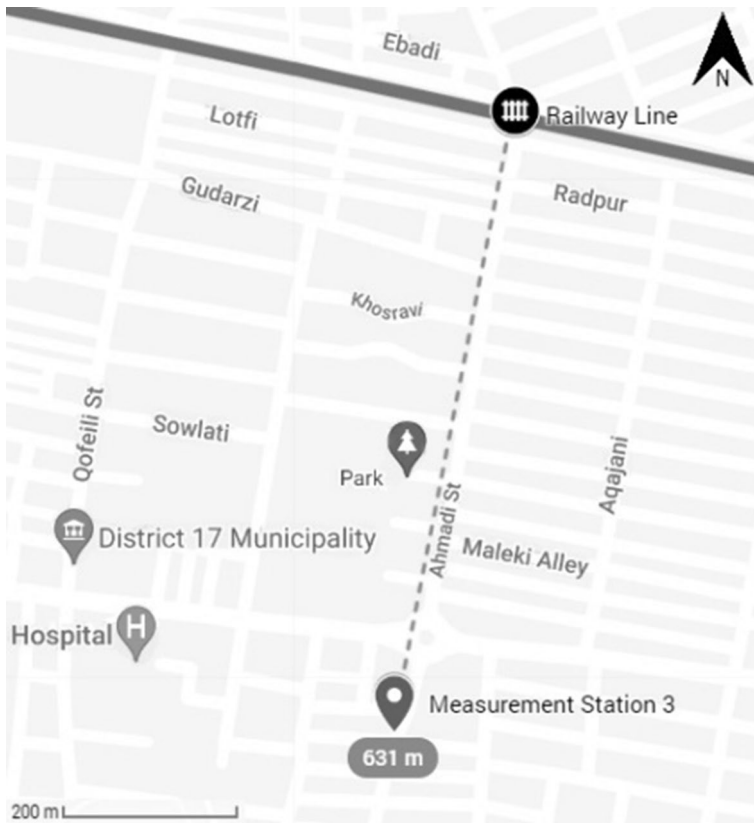 Ebadi
N
Railway Line
Lotfi
Gudarzi
Radpur
Khosravi
Sowlati
Qofeili St
Park
Aqajani
Ahmadi St
District 17 Municipality
Maleki Alley
H
Hospital
Measurement Station 3
631 m
200 m